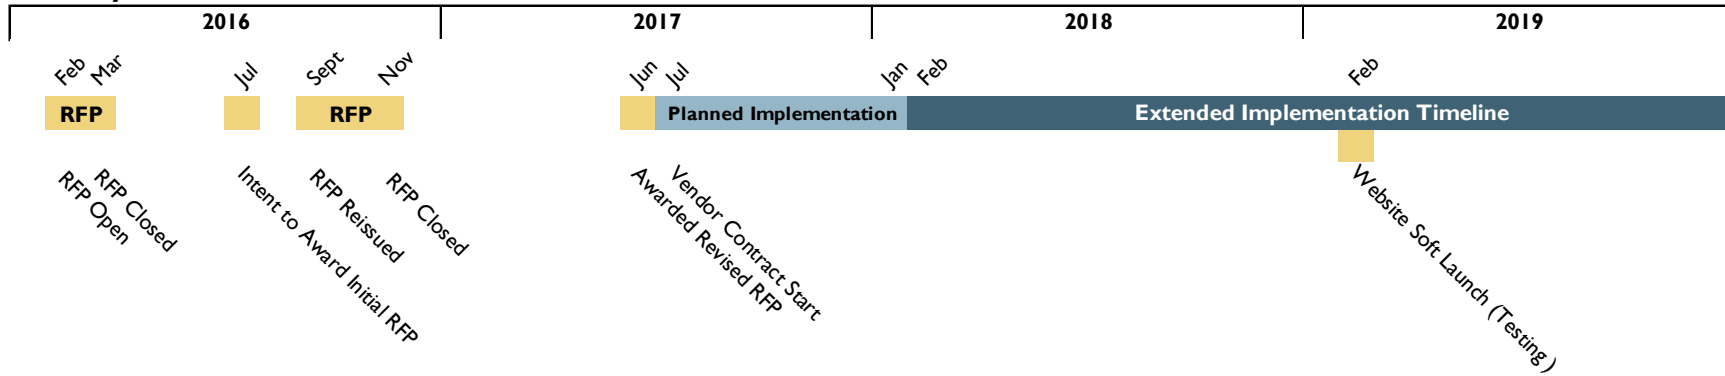 2016 2017 2018 2019
Feb Mar Jul Sept Nov Jun Jul Jan Feb Feb
RFP RFP Planned Implementation Extended Implementation Timeline
RFP Open
RFP Closed
Intent to Award Initial RFP
RFP Reissued
RFP Closed
Awarded Revised RFP
Vendor Contract Start
Website Soft Launch (Testing)